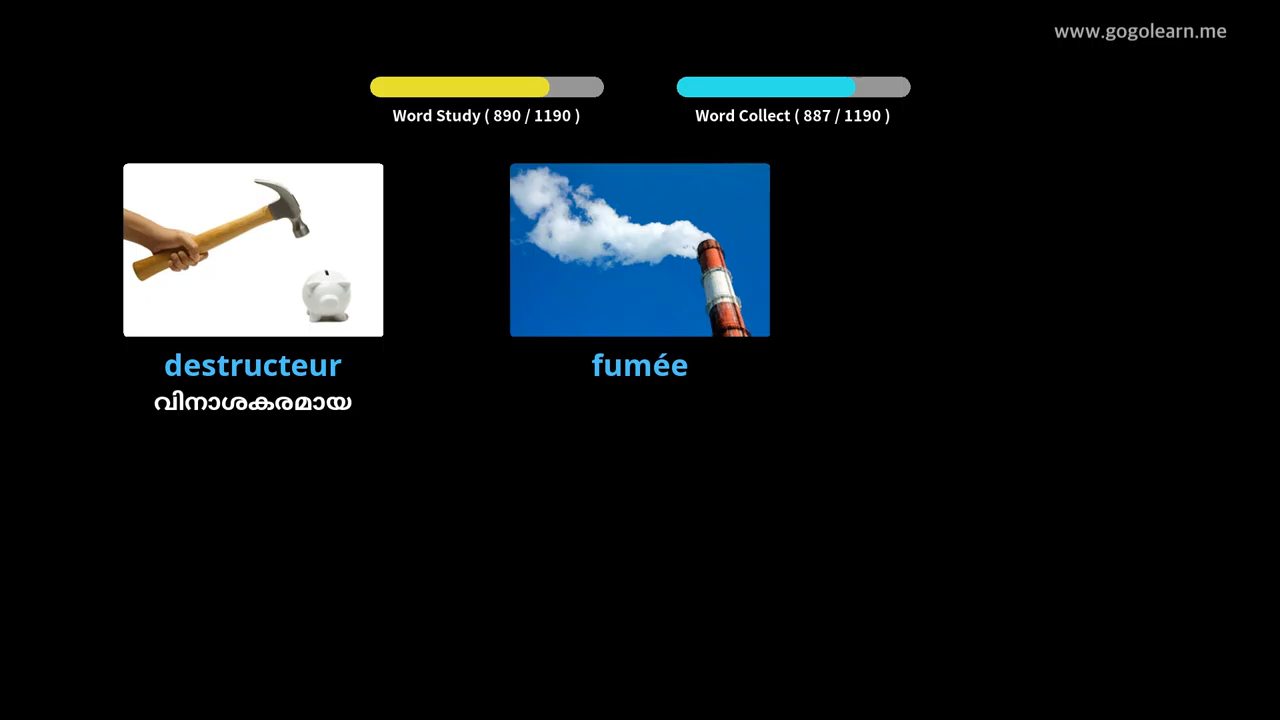 www.gogolearn.me
Word Study ( 890 / 1190 )
Word Collect ( 887 / 1190 )
destructeur
വിനാശകരമായ
fumée